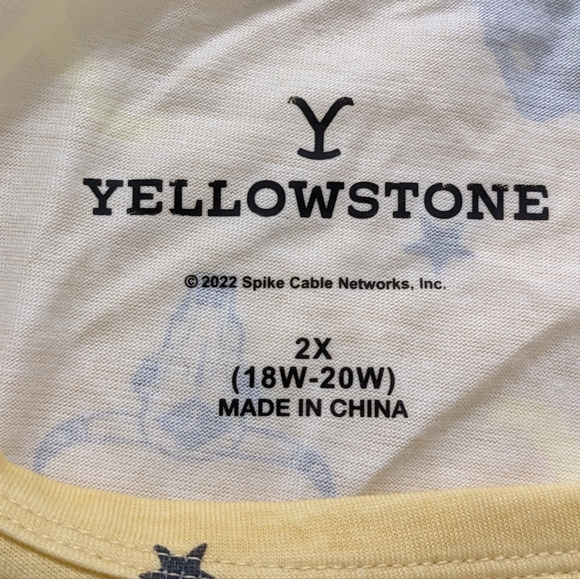 Y
YELLOWSTONE
© 2022 Spike Cable Networks, Inc.
2X
(18W-20W)
MADE IN CHINA